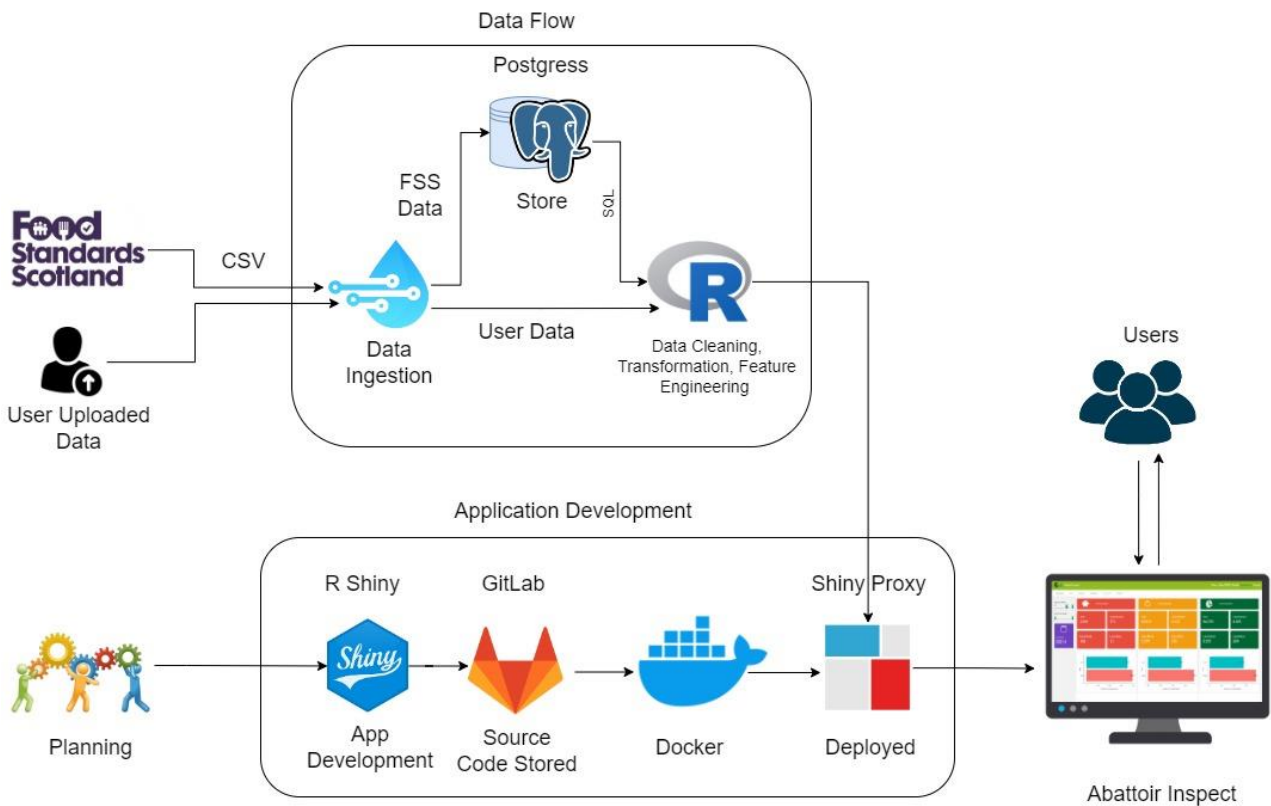 Data Flow
Postgress
Store
FSS
Data
SQL
Food
Standards
Scotland
CSV
User Data
Data
Ingestion
Data Cleaning,
Transformation, Feature
Engineering
User Uploaded
Data
Users
Application Development
R Shiny
GitLab
Shiny Proxy
Shiny
Planning
App
Development
Source
Code Stored
Docker
Deployed
Abattoir Inspect